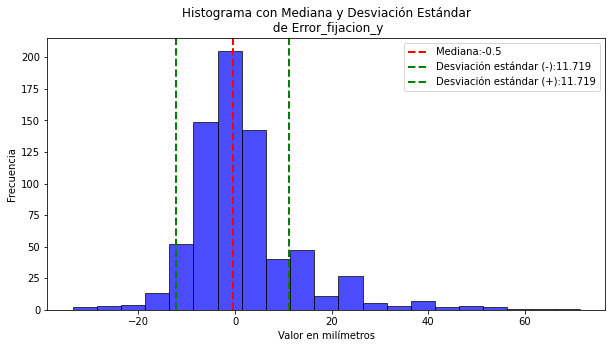 Histograma con Mediana y Desviación Estándar
de Error_fijacion_y
Mediana:-0.5
Desviación estándar (-):11.719
Desviación estándar (+):11.719
Frecuencia
200
175
150
125
100
75
50
25
0
−20
0
20
40
60
Valor en milímetros